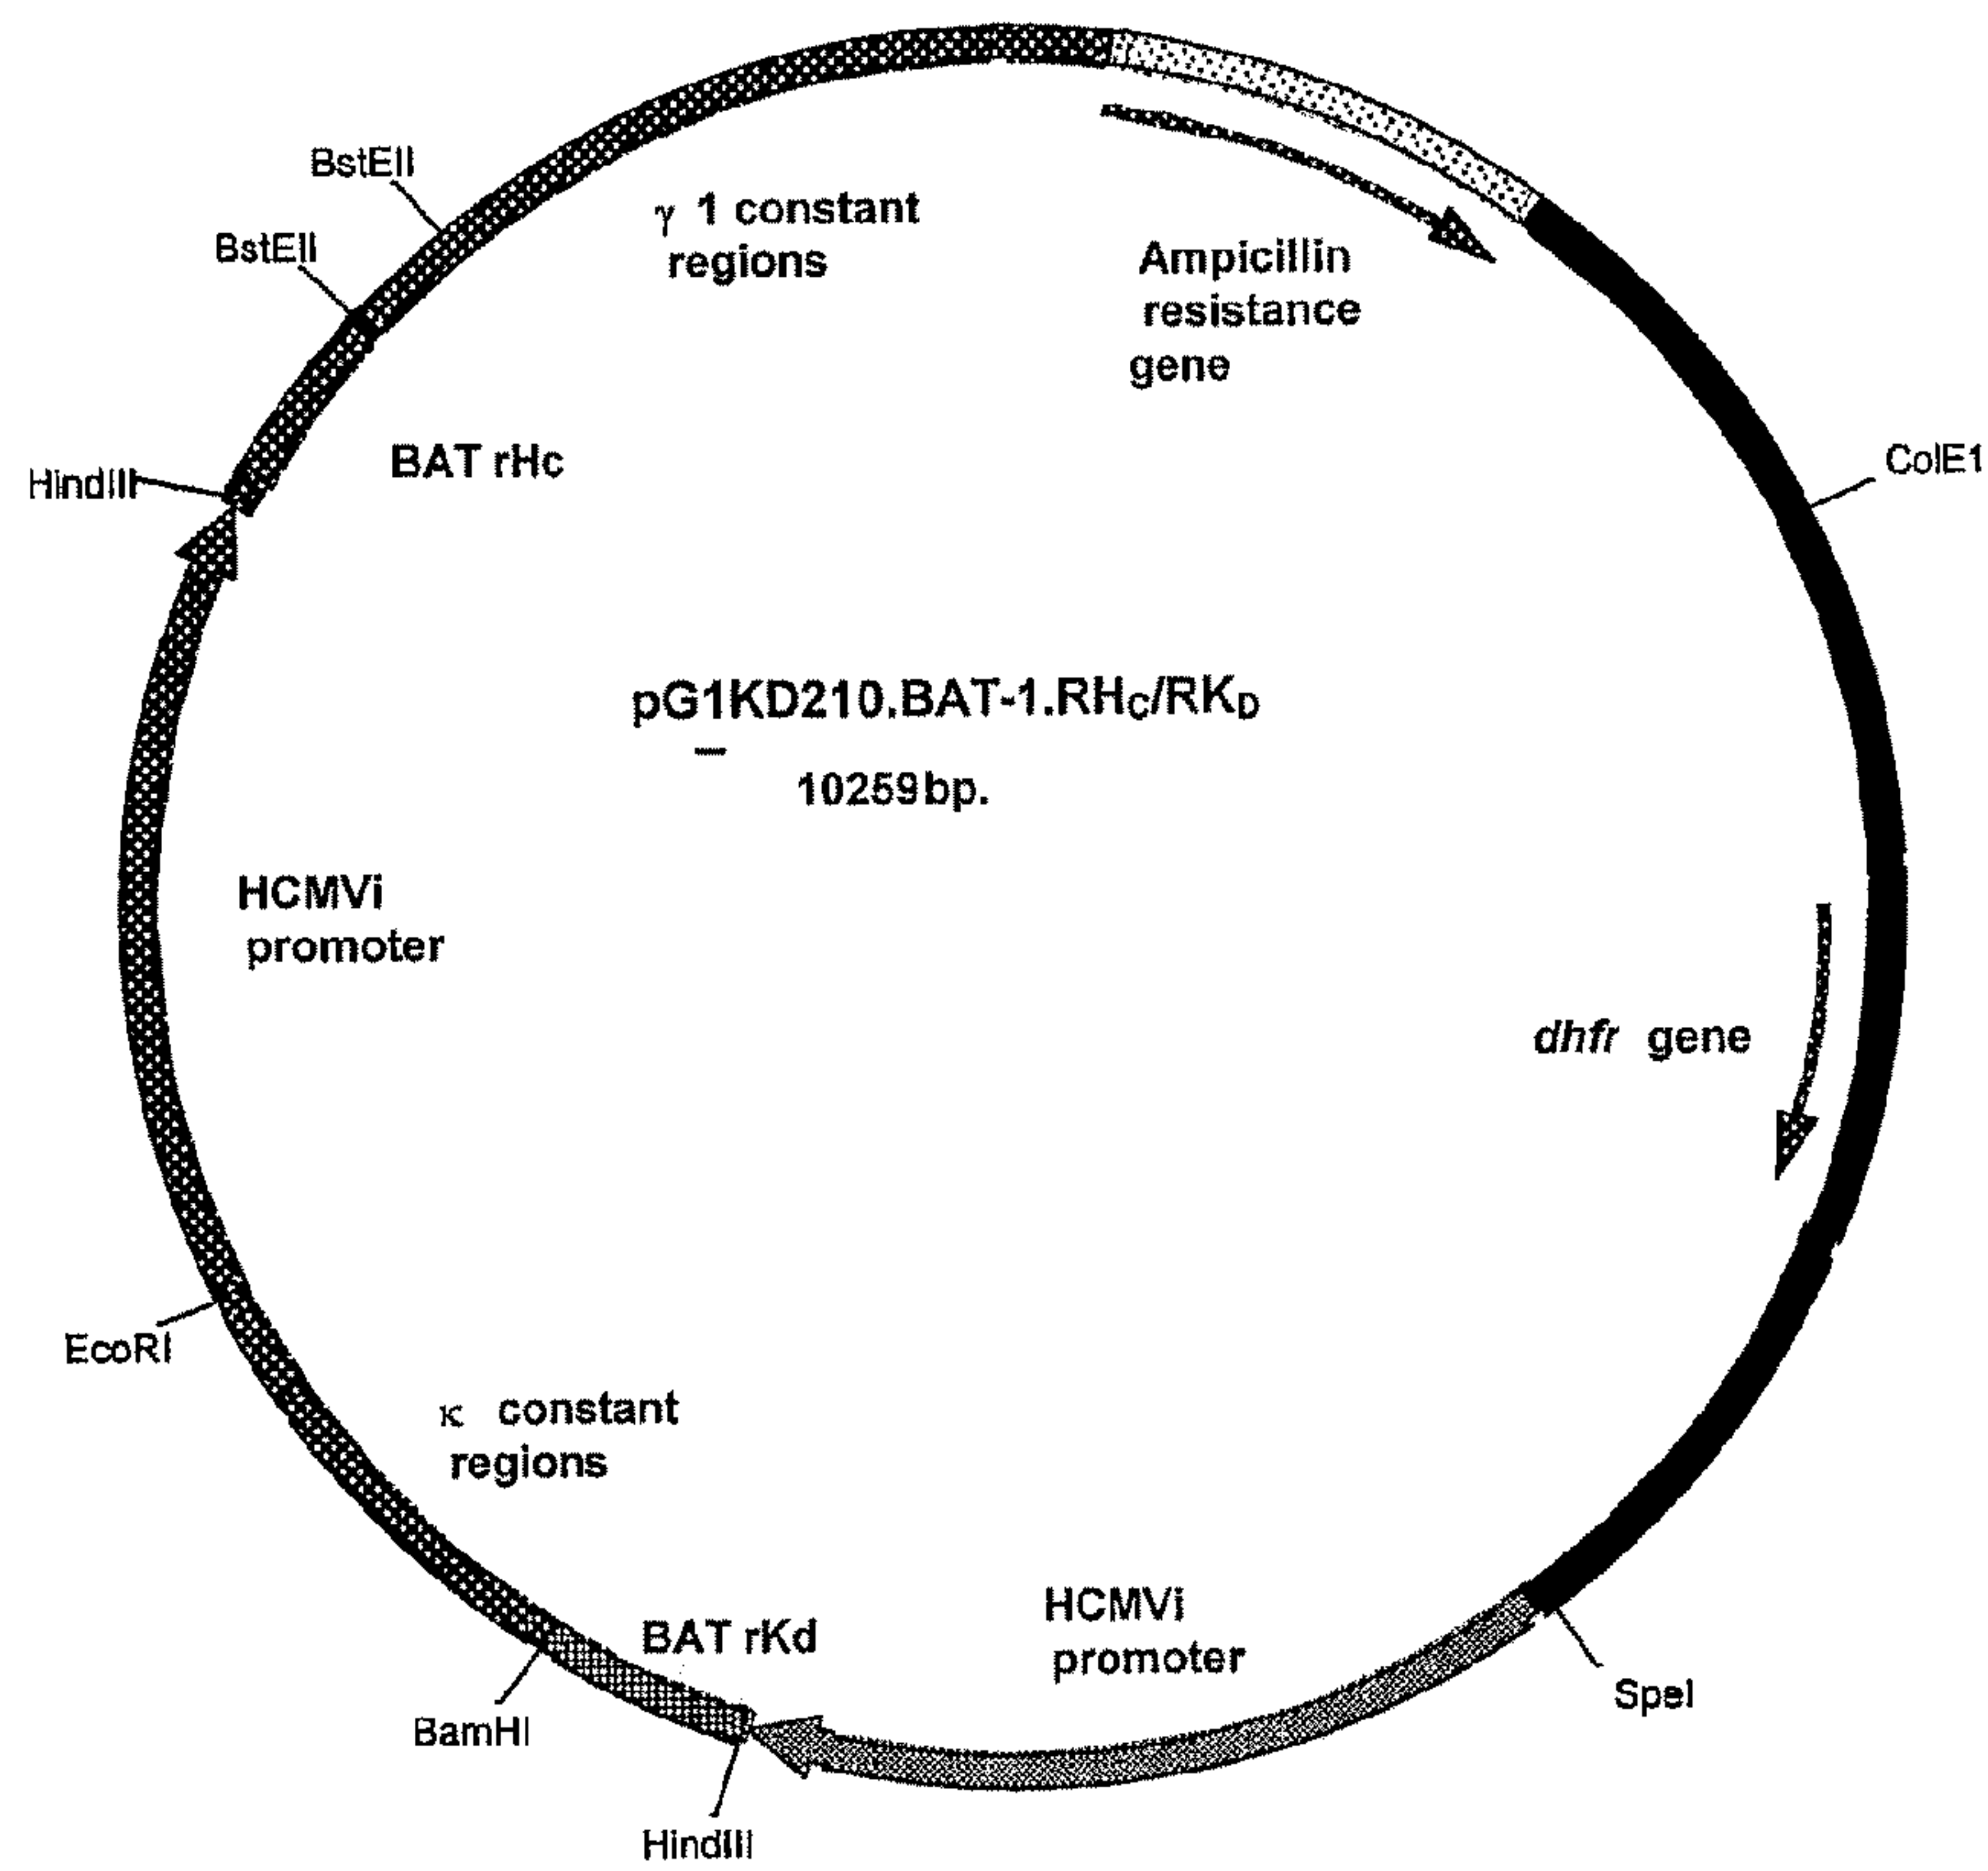 BstEII
γ 1 constant
regions
BstEII
Ampicillin
resistance
gene
BAT rHc
HindIII
ColE1
pG1KD210.BAT-1.RHC/RKD
10259bp.
HCMVi
promoter
dhfr gene
EcoRI
κ constant
regions
HCMVi
promoter
BAT rKd
SpeI
BamHI
HindIII